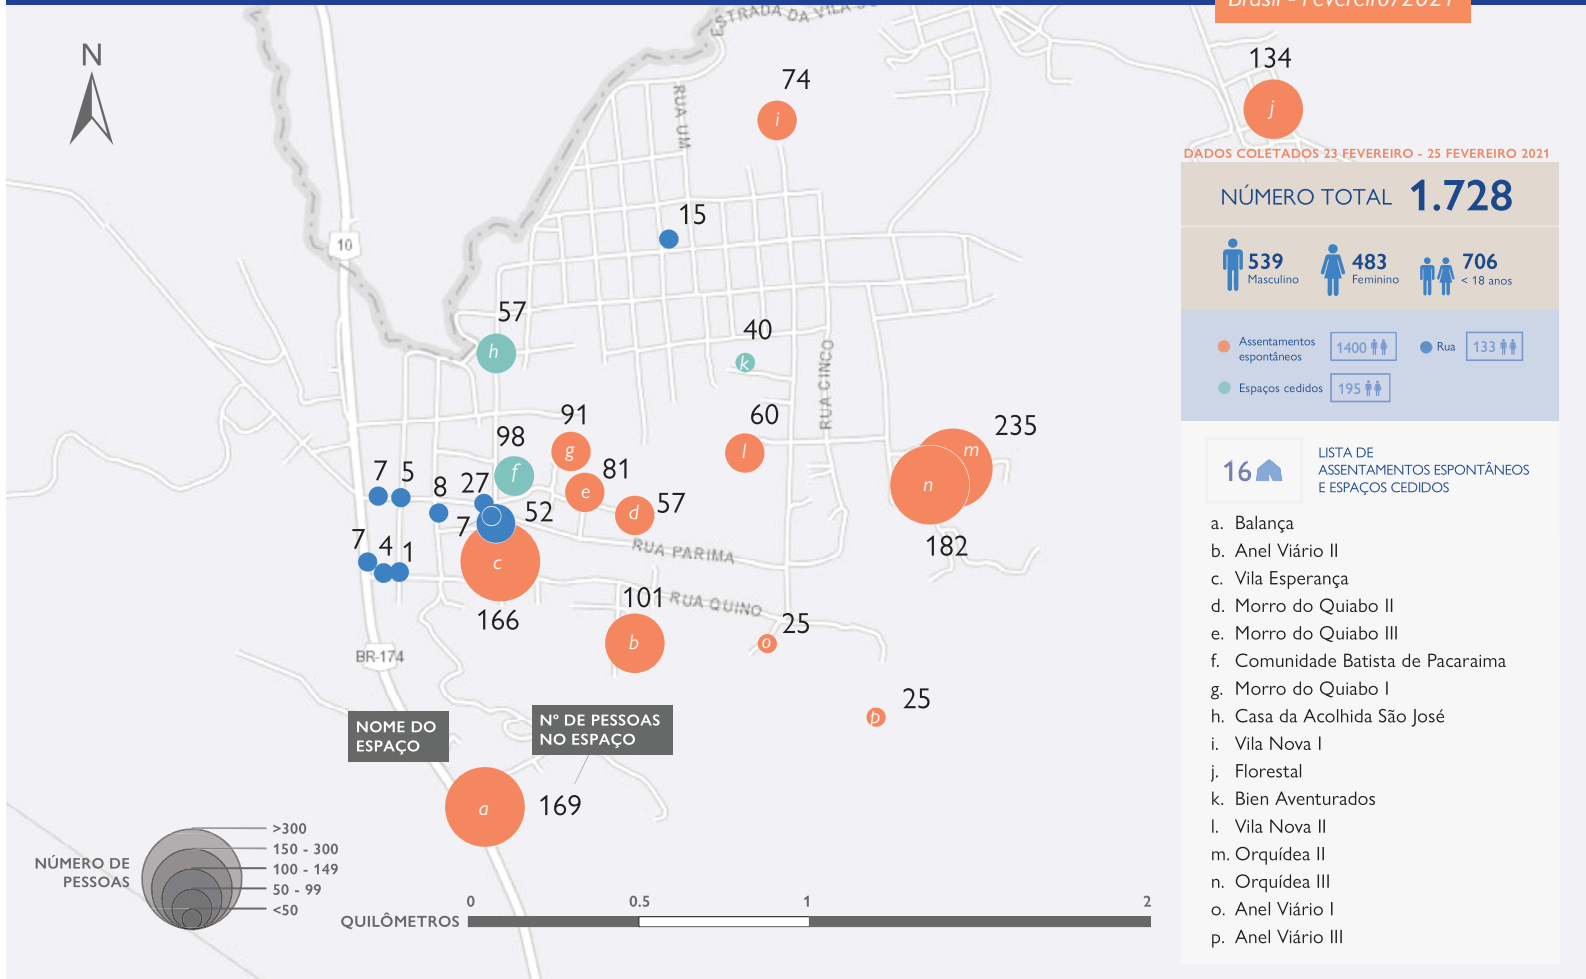 Brasil - Fevereiro/2021
N
ESTRADA DA VILA
134
j
74
i
RUA UM
DADOS COLETADOS 23 FEVEREIRO - 25 FEVEREIRO 2021
NÚMERO TOTAL 1.728
539
Masculino
483
Feminino
706
< 18 anos
Assentamentos
espontâneos
1400
Rua
133
Espaços cedidos
195
16
LISTA DE
ASSENTAMENTOS ESPONTÂNEOS
E ESPAÇOS CEDIDOS
a. Balança
b. Anel Viário II
c. Vila Esperança
d. Morro do Quiabo II
e. Morro do Quiabo III
f. Comunidade Batista de Pacaraima
g. Morro do Quiabo I
h. Casa da Acolhida São José
i. Vila Nova I
j. Florestal
k. Bien Aventurados
l. Vila Nova II
m. Orquídea II
n. Orquídea III
o. Anel Viário I
p. Anel Viário III
15
10
57
h
40
k
RUA CINCO
91
g
60
l
235
m
98
f
81
e
n
182
7
5
8
27
7
52
57
d
7
4
1
c
166
RUA PARIMA
101
b
RUA QUINO
25
o
BR-174
25
p
NOME DO
ESPAÇO
Nº DE PESSOAS
NO ESPAÇO
a
169
NÚMERO DE
PESSOAS
>300
150 - 300
100 - 149
50 - 99
<50
QUILÔMETROS
0
0.5
1
2